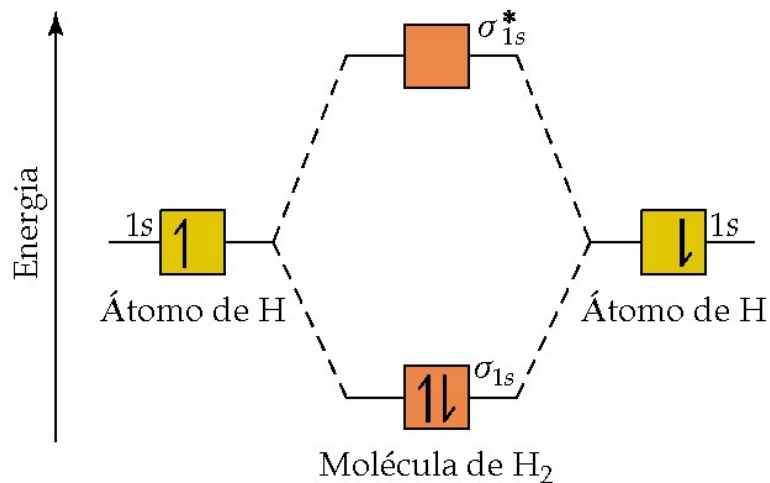 σ*1s
Energia
1s
1s
Átomo de H
Átomo de H
σ1s
Molécula de H2